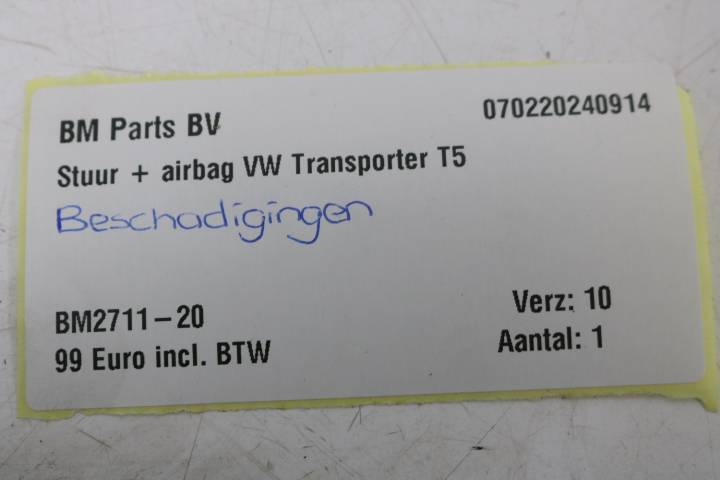 BM Parts BV
070220240914
Stuur + airbag VW Transporter T5
Beschadigingen
BM2711-20
Verz: 10
99 Euro incl. BTW
Aantal: 1